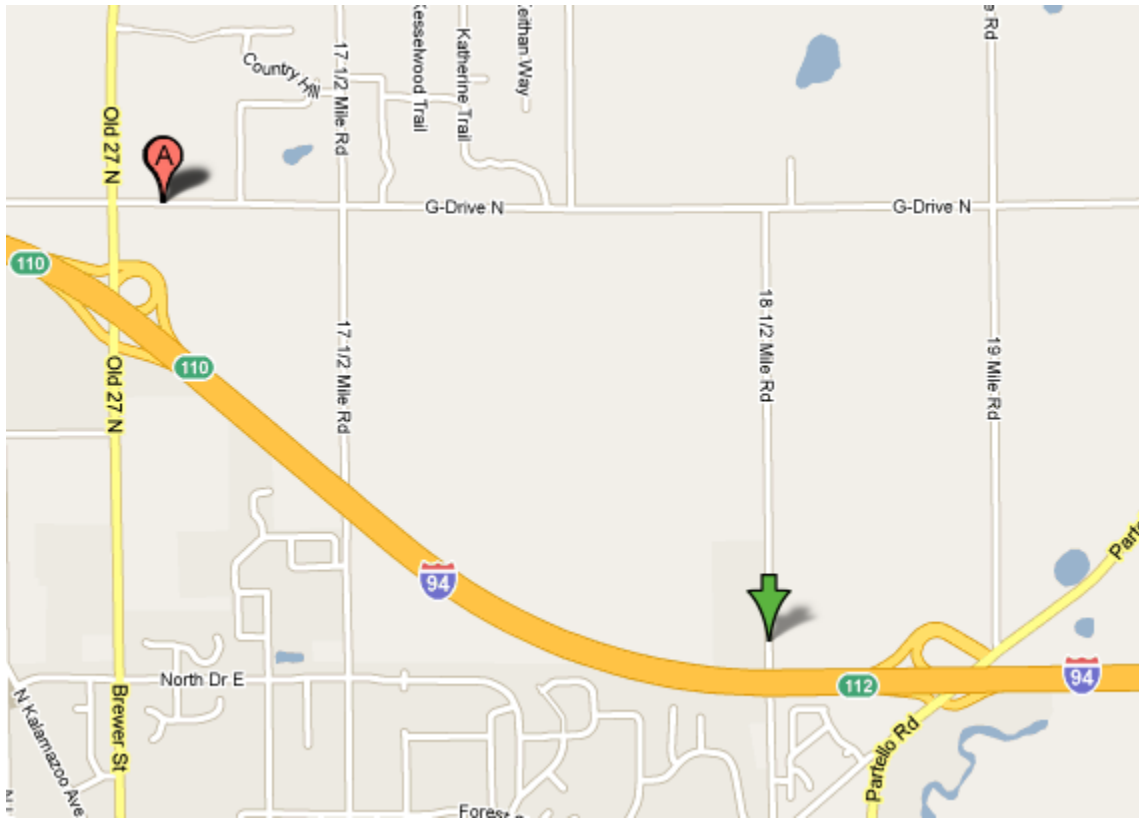 Old 27 N
Country Hill
17 1/2 Mile Rd
Kesselwood Trail
Katherine Trail
Keithan Way
Rd
A
G-Drive N
G-Drive N
110
110
Old 27 N
17 1/2 Mile Rd
18 1/2 Mile Rd
19 Mile Rd
94
North Dr E
112
94
N Kalamazoo Ave
Brewer St
Partello Rd